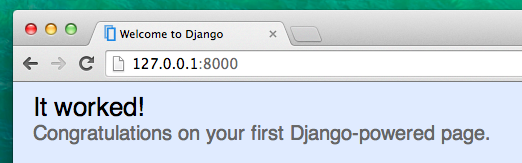 Welcome to Django
127.0.0.1:8000
It worked!
Congratulations on your first Django-powered page.